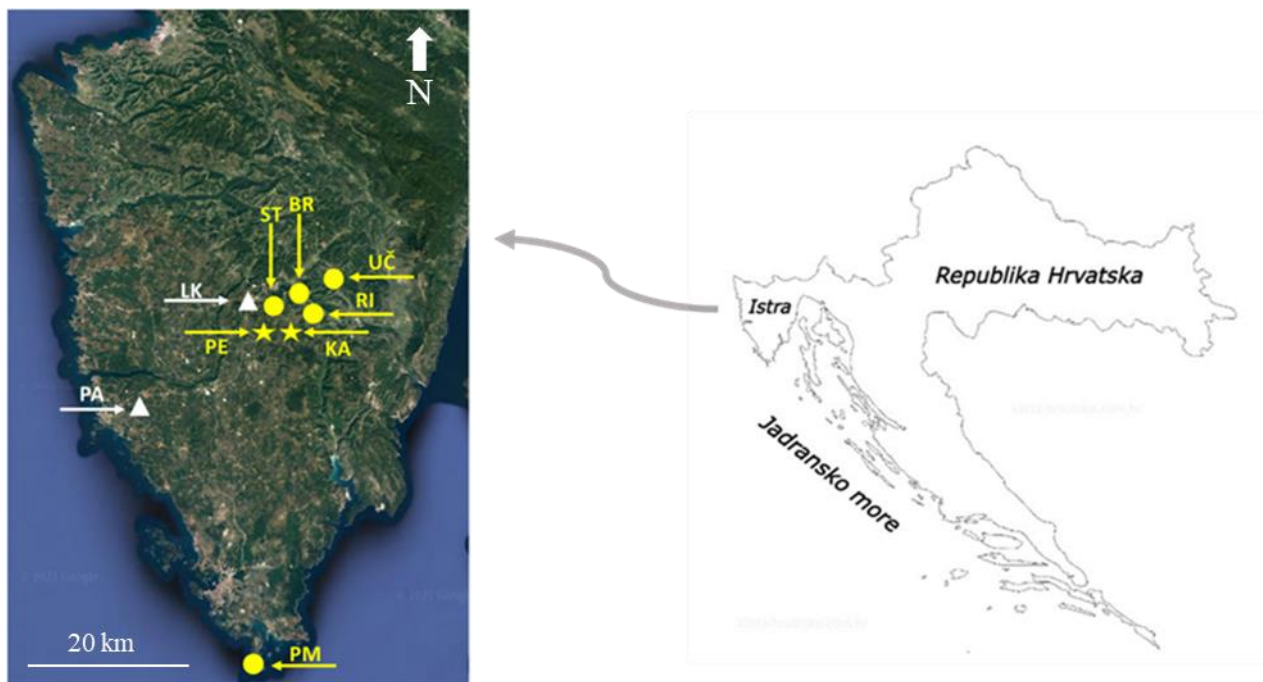 N
BR
ST
UČ
LK
RI
PE
KA
PA
20 km
PM
Republika Hrvatska
Istra
Jadransko more